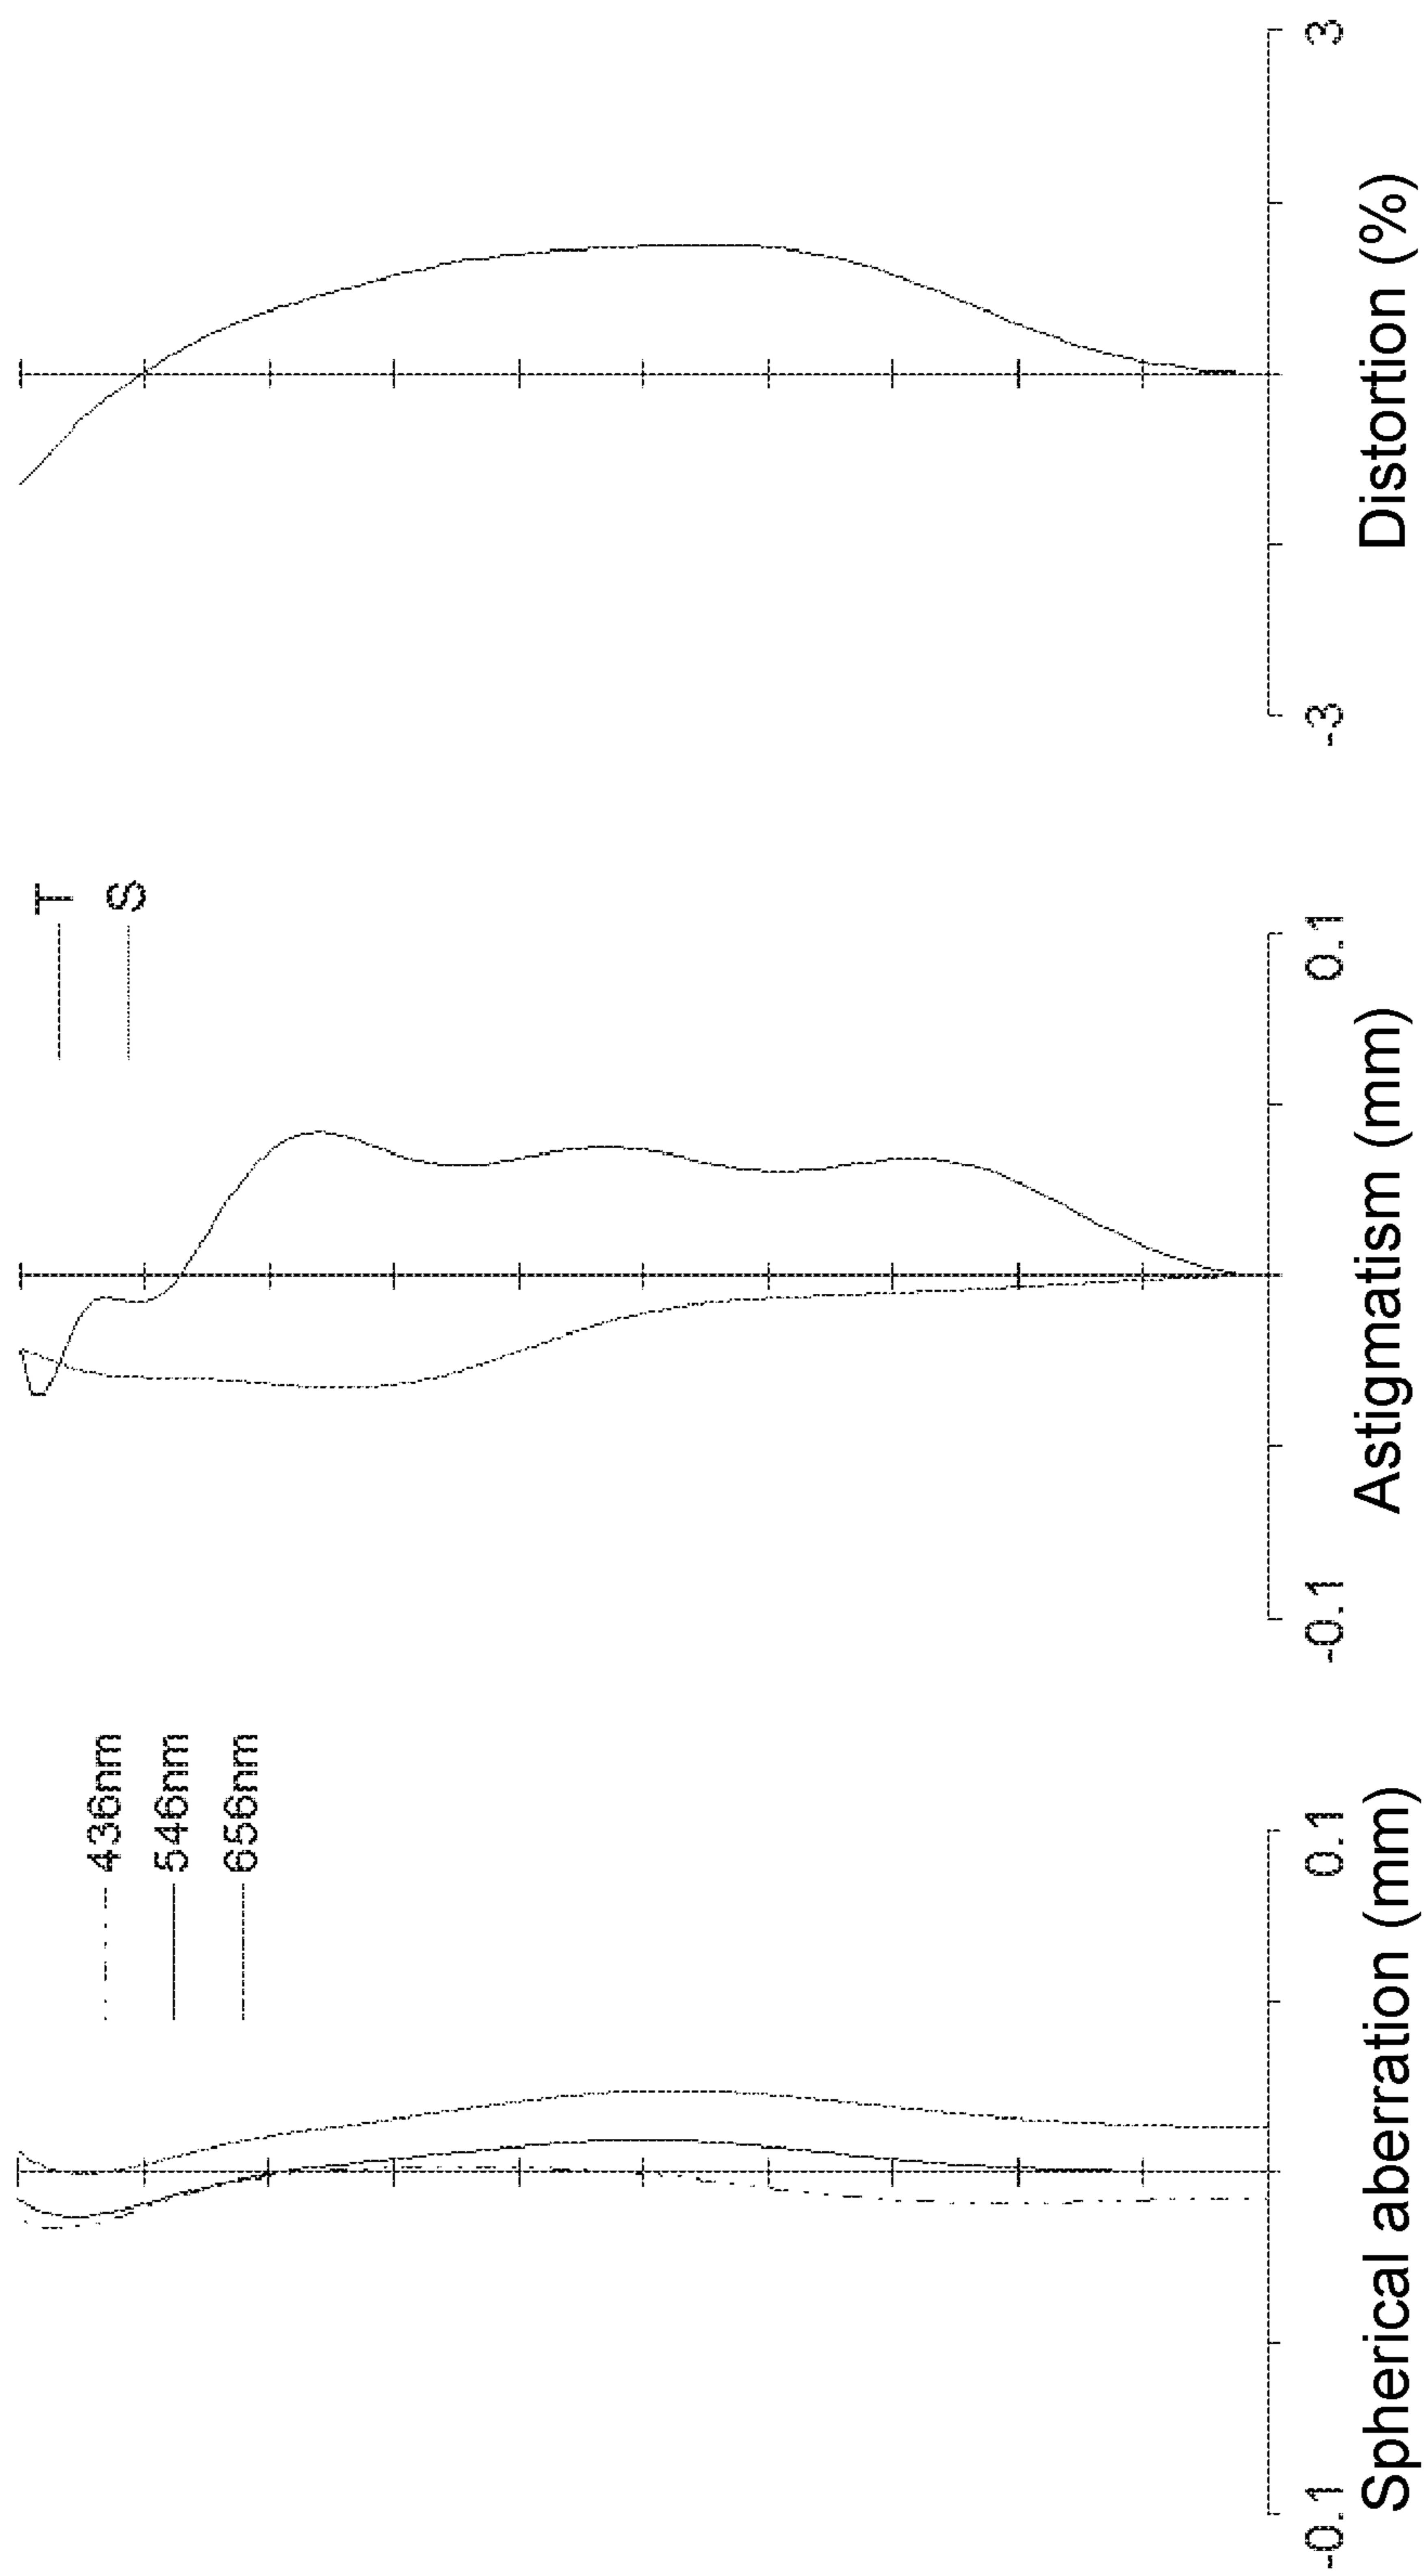 436nm
546nm
656nm
-0.1
0.1
Spherical aberration (mm)
T
S
-0.1
0.1
Astigmatism (mm)
-3
3
Distortion (%)